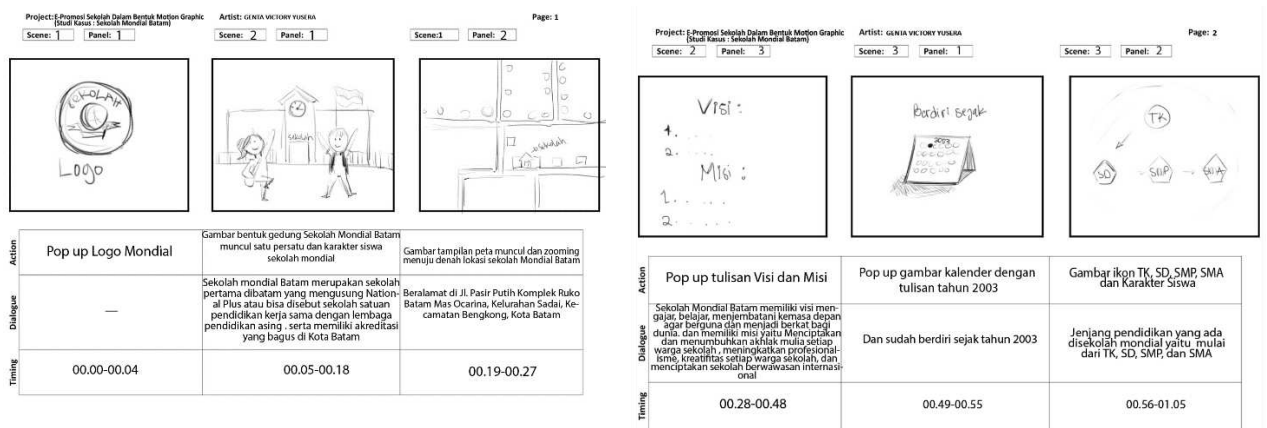 Project: E-Promosi Sekolah Dalam Bentuk Motion Graphic
(Studi Kasus : Sekolah Mondial Batam)
Artist: GENTA VICTORY YUSERA
Page: 1
Scene: 1 Panel: 1
Scene: 2 Panel: 1
Scene:1 Panel: 2
SEKOLAH
Logo
sekolah
sekolah
Action
Pop up Logo Mondial
Gambar bentuk gedung Sekolah Mondial Batam
muncul satu persatu dan karakter siswa
sekolah mondial
Gambar tampilan peta muncul dan zooming
menuju denah lokasi sekolah Mondial Batam
Dialogue
—
Sekolah mondial Batam merupakan sekolah
pertama dibatam yang mengusung Nation-
al Plus atau bisa disebut sekolah satuan
pendidikan kerja sama dengan lembaga
pendidikan asing . serta memiliki akreditasi
yang bagus di Kota Batam
Beralamat di Jl. Pasir Putih Komplek Ruko
Batam Mas Ocarina, Kelurahan Sadai, Ke-
camatan Bengkong, Kota Batam
Timing
00.00-00.04
00.05-00.18
00.19-00.27
Project: E-Promosi Sekolah Dalam Bentuk Motion Graphic
(Studi Kasus : Sekolah Mondial Batam)
Artist: GENTA VICTORY YUSERA
Page: 2
Scene: 2 Panel: 3
Scene: 3 Panel: 1
Scene: 3 Panel: 2
Visi :
1. . . . .
2. . . . .
Misi :
1. . . . . .
2. . . . . .
Berdiri sejak
2003
TK
SD
SMP
SMA
Action
Pop up tulisan Visi dan Misi
Pop up gambar kalender dengan
tulisan tahun 2003
Gambar ikon TK, SD, SMP, SMA
dan Karakter Siswa
Dialogue
Sekolah Mondial Batam memiliki visi men-
gajar, belajar, menjembatani kemasa depan
agar berguna dan menjadi berkat bagi
dunia. dan memiliki misi yaitu Menciptakan
dan menumbuhkan akhlak mulia setiap
warga sekolah , meningkatkan profesional-
isme, kreatifitas setiap warga sekolah, dan
menciptakan sekolah berwawasan internasi-
onal
Dan sudah berdiri sejak tahun 2003
Jenjang pendidikan yang ada
disekolah mondial yaitu mulai
dari TK, SD, SMP, dan SMA
Timing
00.28-00.48
00.49-00.55
00.56-01.05